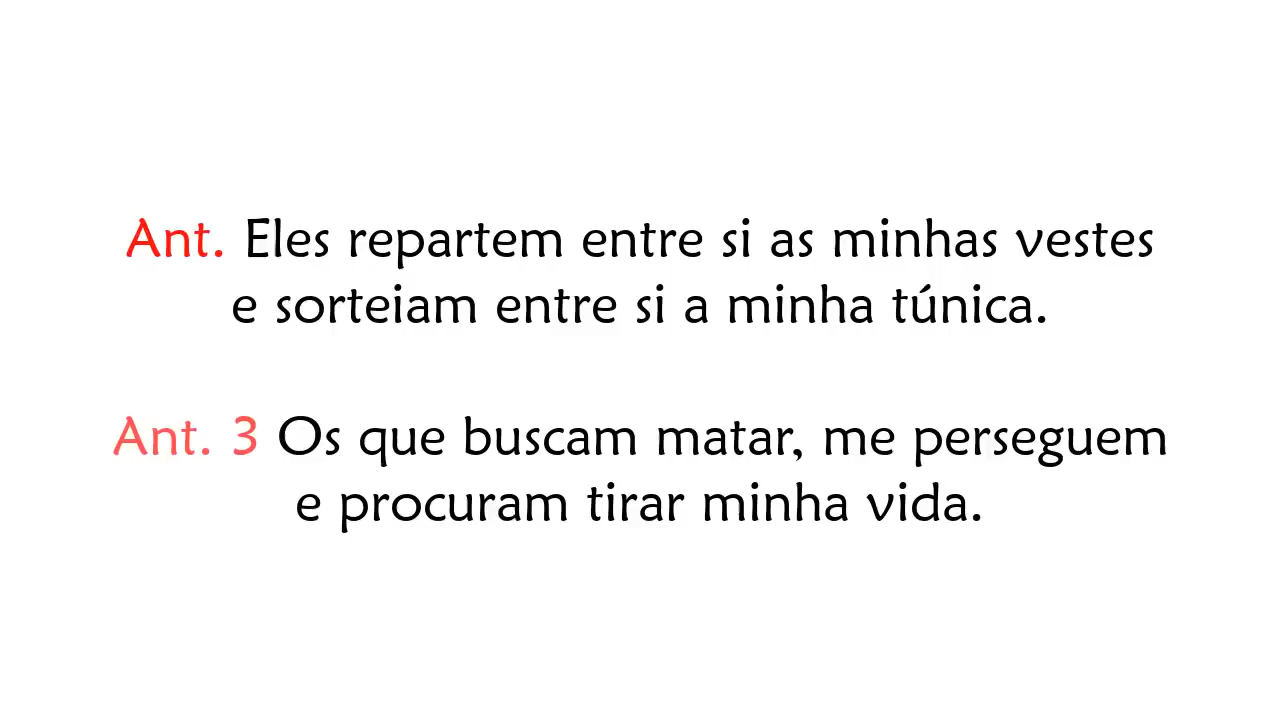 Ant. Eles repartem entre si as minhas vestes
e sorteiam entre si a minha túnica.
Ant. 3 Os que buscam matar, me perseguem
e procuram tirar minha vida.